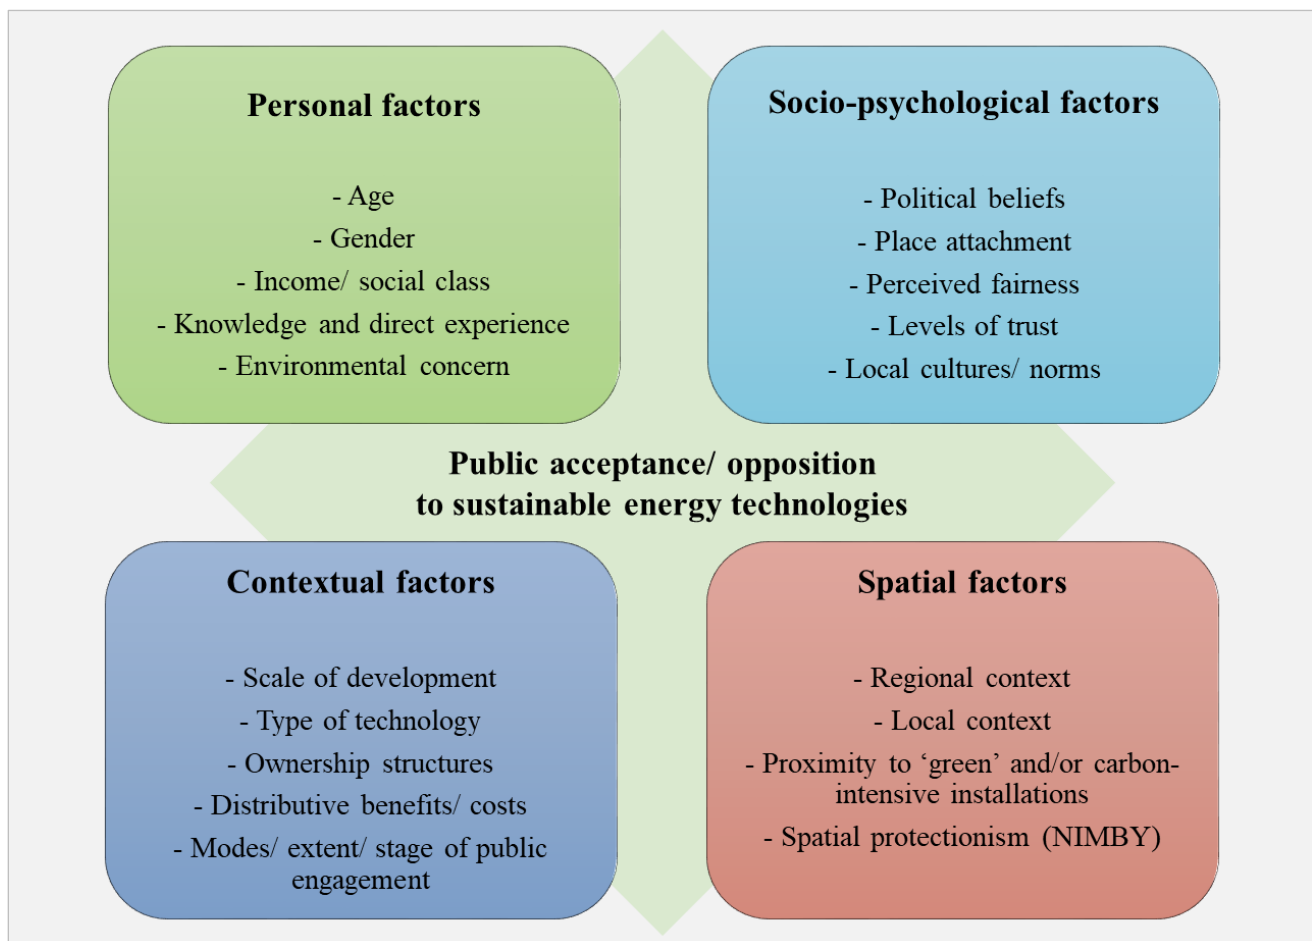 Personal factors
- Age
- Gender
- Income/ social class
- Knowledge and direct experience
- Environmental concern
Socio-psychological factors
- Political beliefs
- Place attachment
- Perceived fairness
- Levels of trust
- Local cultures/ norms
Public acceptance/ opposition
to sustainable energy technologies
Contextual factors
- Scale of development
- Type of technology
- Ownership structures
- Distributive benefits/ costs
- Modes/ extent/ stage of public
engagement
Spatial factors
- Regional context
- Local context
- Proximity to ‘green’ and/or carbon-
intensive installations
- Spatial protectionism (NIMBY)